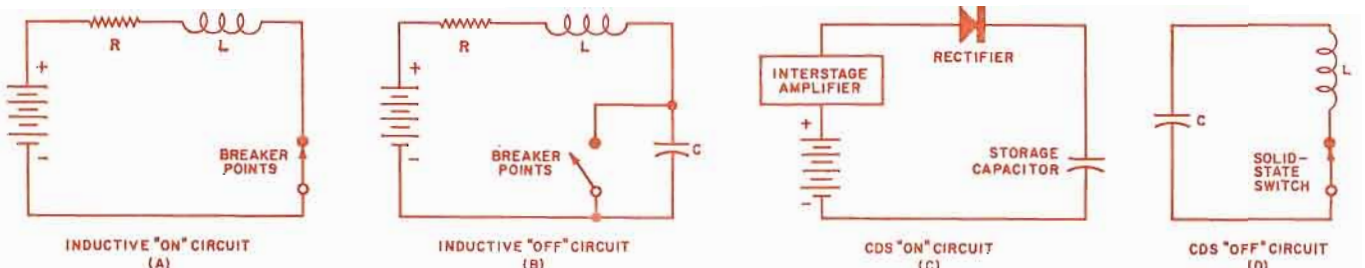 R
L
+
-
BREAKER
POINTS
INDUCTIVE "ON" CIRCUIT
(A)
R
L
+
-
BREAKER
POINTS
C
INDUCTIVE "OFF" CIRCUIT
(B)
RECTIFIER
INTERSTAGE
AMPLIFIER
+
-
STORAGE
CAPACITOR
CDS "ON" CIRCUIT
(C)
C
L
SOLID-
STATE
SWITCH
CDS "OFF" CIRCUIT
(D)